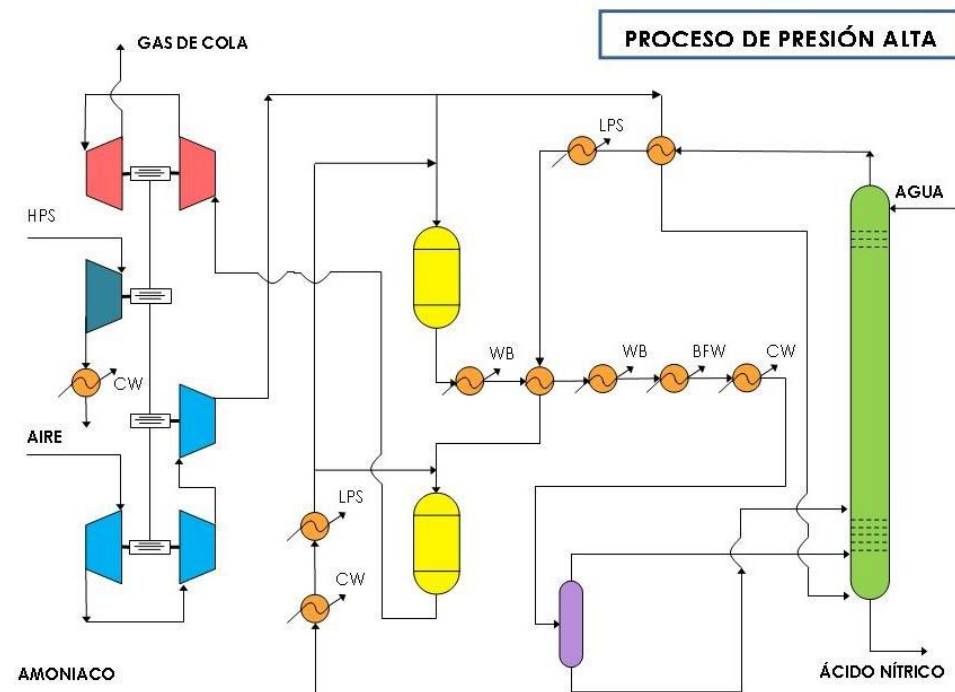 GAS DE COLA
PROCESO DE PRESIÓN ALTA
LPS
AGUA
HPS
WB
WB
BFW
CW
CW
AIRE
LPS
CW
AMONIACO
ÁCIDO NÍTRICO